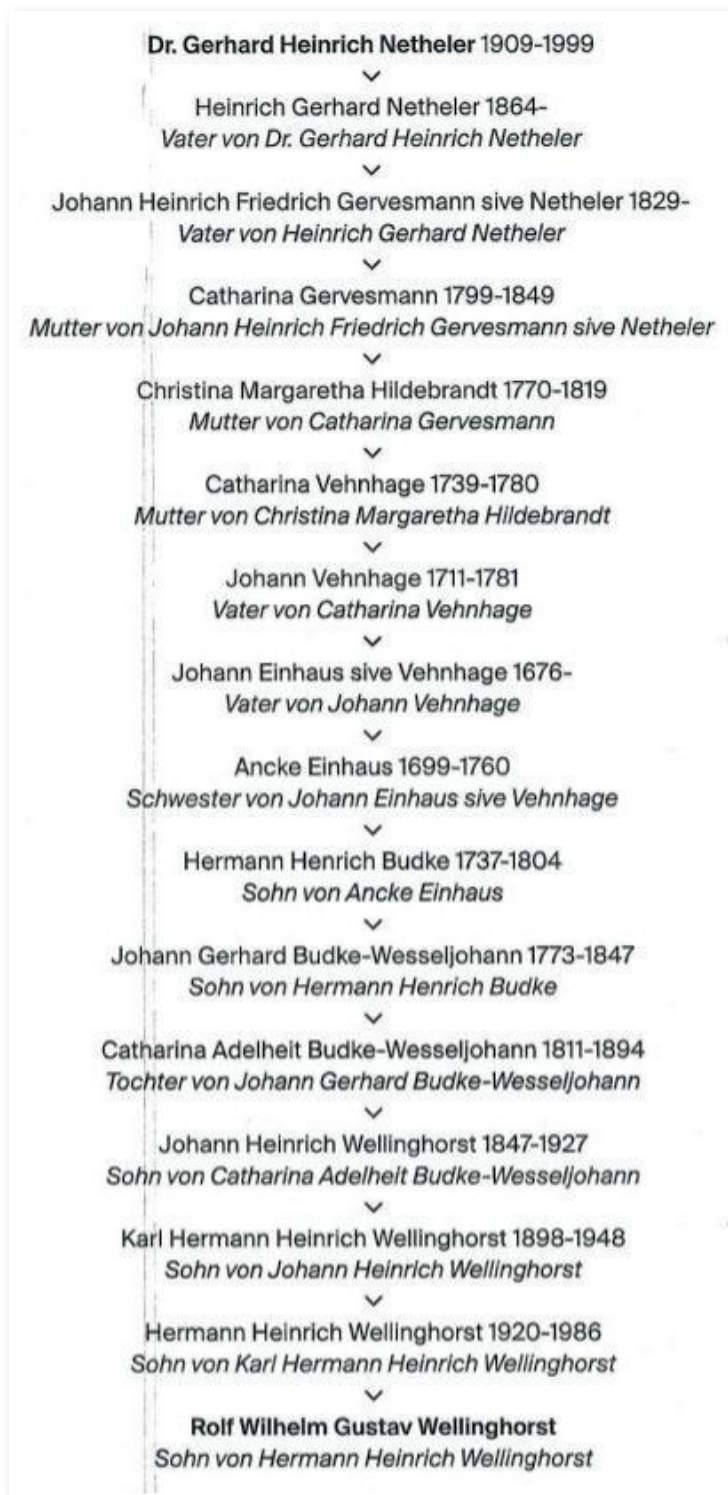 Dr. Gerhard Heinrich Netheler 1909-1999
Heinrich Gerhard Netheler 1864-
Vater von Dr. Gerhard Heinrich Netheler
Johann Heinrich Friedrich Gervesmann sive Netheler 1829-
Vater von Heinrich Gerhard Netheler
Catharina Gervesmann 1799-1849
Mutter von Johann Heinrich Friedrich Gervesmann sive Netheler
Christina Margaretha Hildebrandt 1770-1819
Mutter von Catharina Gervesmann
Catharina Vehnhage 1739-1780
Mutter von Christina Margaretha Hildebrandt
Johann Vehnhage 1711-1781
Vater von Catharina Vehnhage
Johann Einhaus sive Vehnhage 1676-
Vater von Johann Vehnhage
Ancke Einhaus 1699-1760
Schwester von Johann Einhaus sive Vehnhage
Hermann Henrich Budke 1737-1804
Sohn von Ancke Einhaus
Johann Gerhard Budke-Wesseljohann 1773-1847
Sohn von Hermann Henrich Budke
Catharina Adelheit Budke-Wesseljohann 1811-1894
Tochter von Johann Gerhard Budke-Wesseljohann
Johann Heinrich Wellinghorst 1847-1927
Sohn von Catharina Adelheit Budke-Wesseljohann
Karl Hermann Heinrich Wellinghorst 1898-1948
Sohn von Johann Heinrich Wellinghorst
Hermann Heinrich Wellinghorst 1920-1986
Sohn von Karl Hermann Heinrich Wellinghorst
Rolf Wilhelm Gustav Wellinghorst
Sohn von Hermann Heinrich Wellinghorst